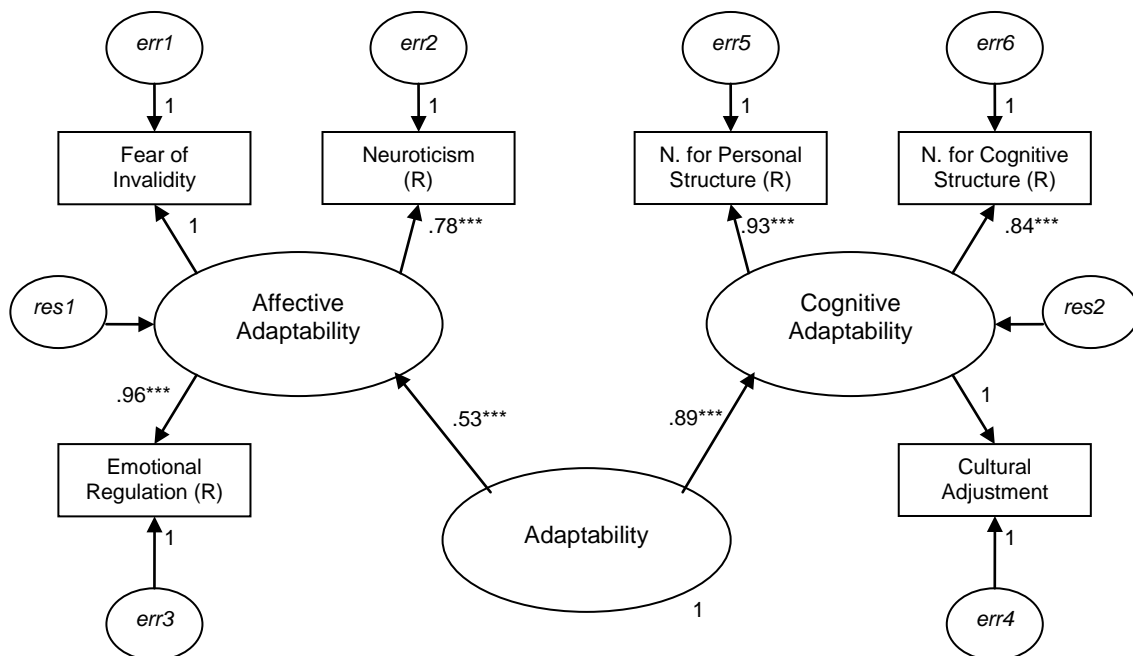 err1
err2
err5
err6
1
1
1
1
Fear of
Invalidity
Neuroticism
(R)
N. for Personal
Structure (R)
N. for Cognitive
Structure (R)
1
.78***
.93***
.84***
res1
Affective
Adaptability
Cognitive
Adaptability
res2
.96***
.53***
.89***
1
Emotional
Regulation (R)
Adaptability
Cultural
Adjustment
1
1
1
err3
err4